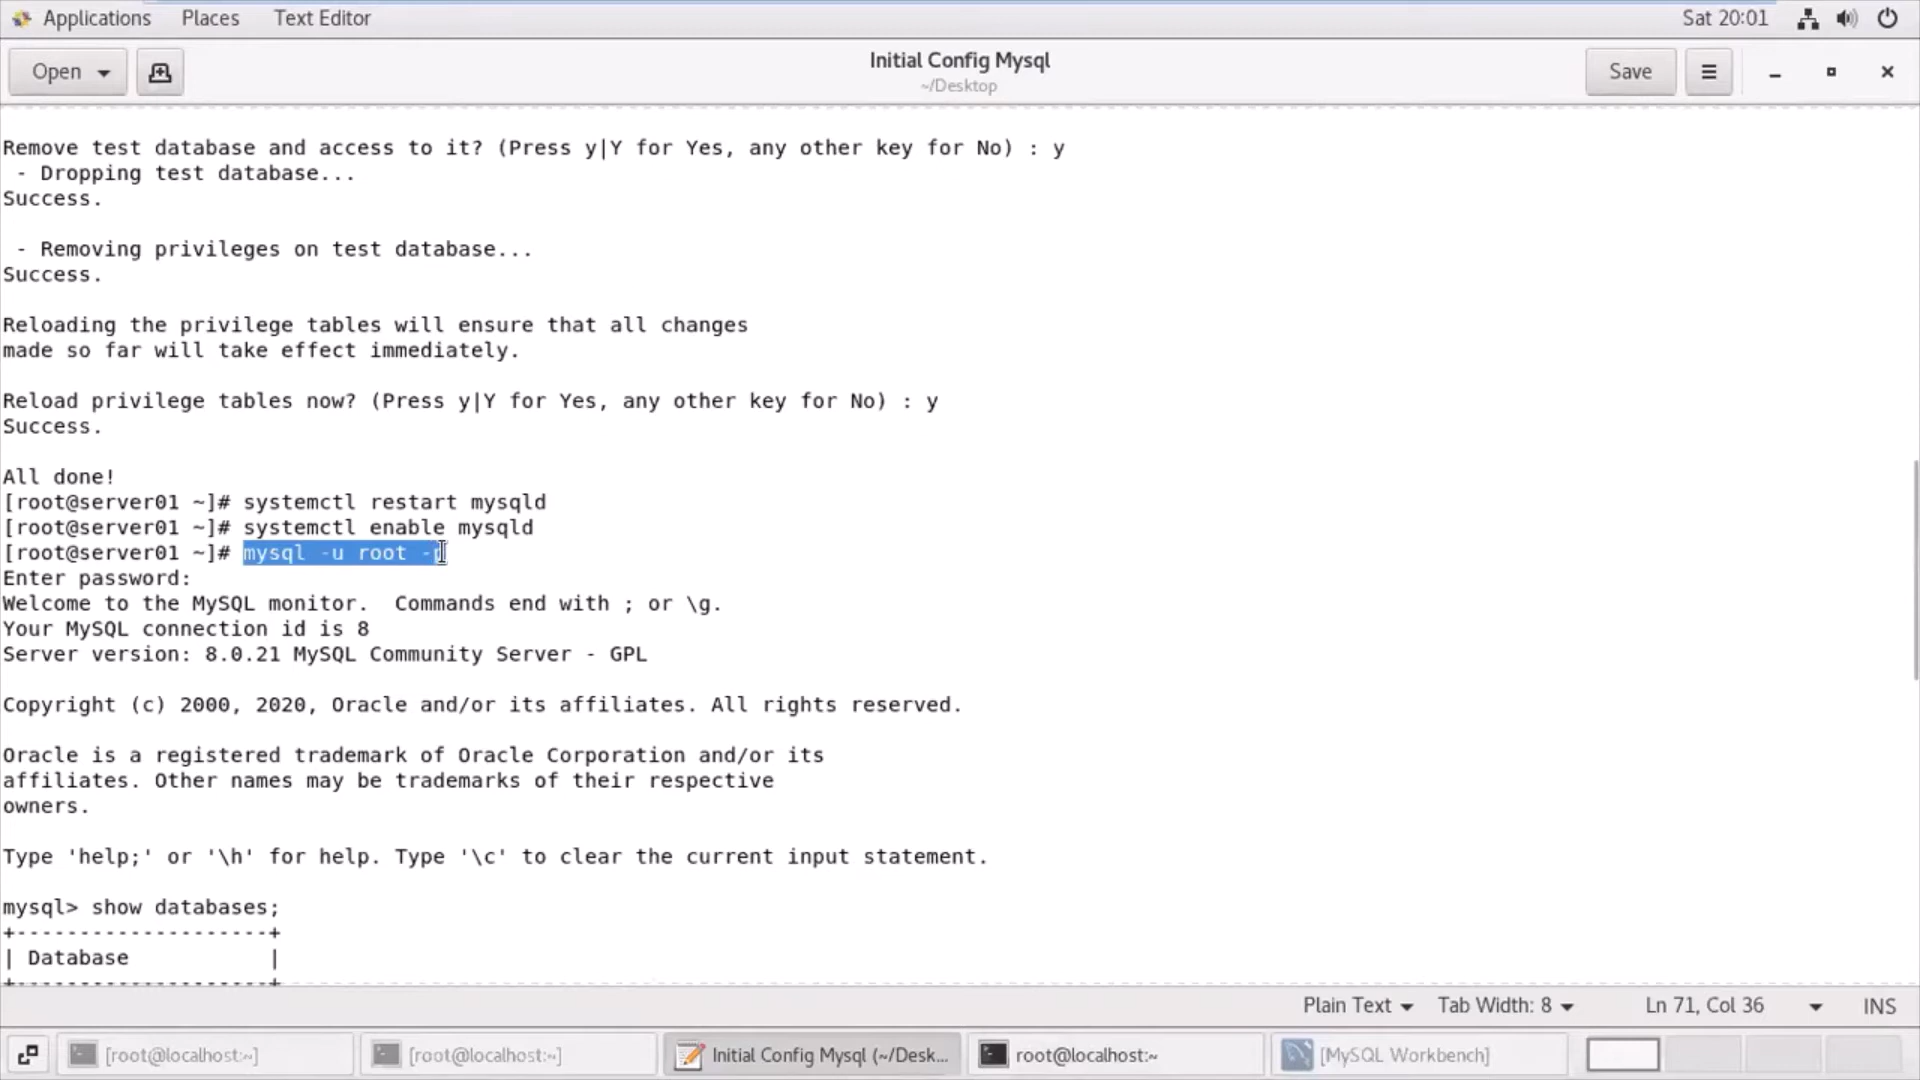 Applications Places Text Editor Sat 20:01
Open Initial Config Mysql Save
~/Desktop
Remove test database and access to it? (Press y|Y for Yes, any other key for No) : y
- Dropping test database...
Success.
- Removing privileges on test database...
Success.
Reloading the privilege tables will ensure that all changes
made so far will take effect immediately.
Reload privilege tables now? (Press y|Y for Yes, any other key for No) : y
Success.
All done!
[root@server01 ~]# systemctl restart mysqld
[root@server01 ~]# systemctl enable mysqld
[root@server01 ~]# mysql -u root -p
Enter password:
Welcome to the MySQL monitor.  Commands end with ; or \g.
Your MySQL connection id is 8
Server version: 8.0.21 MySQL Community Server - GPL
Copyright (c) 2000, 2020, Oracle and/or its affiliates. All rights reserved.
Oracle is a registered trademark of Oracle Corporation and/or its
affiliates. Other names may be trademarks of their respective
owners.
Type 'help;' or '\h' for help. Type '\c' to clear the current input statement.
mysql> show databases;
+--------------------+
| Database           |
+--------------------+
Plain Text Tab Width: 8 Ln 71, Col 36 INS
[root@localhost:~] [root@localhost:~] Initial Config Mysql (~/Desk... root@localhost:~ [MySQL Workbench]